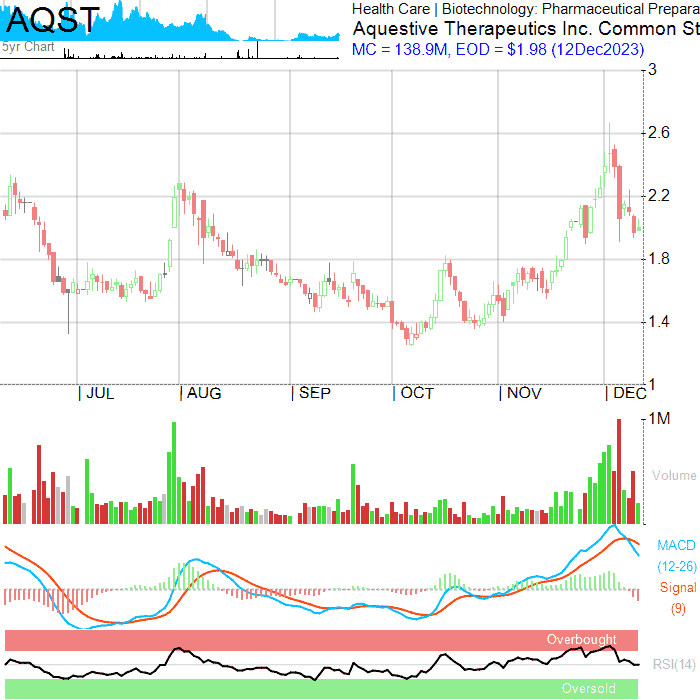 AQST
5yr Chart
Health Care | Biotechnology: Pharmaceutical Prepara
Aquestive Therapeutics Inc. Common St
MC = 138.9M, EOD = $1.98 (12Dec2023)
3
2.6
2.2
1.8
1.4
1
JUL
AUG
SEP
OCT
NOV
DEC
1M
Volume
MACD
(12-26)
Signal
(9)
Overbought
RSI(14)
Oversold